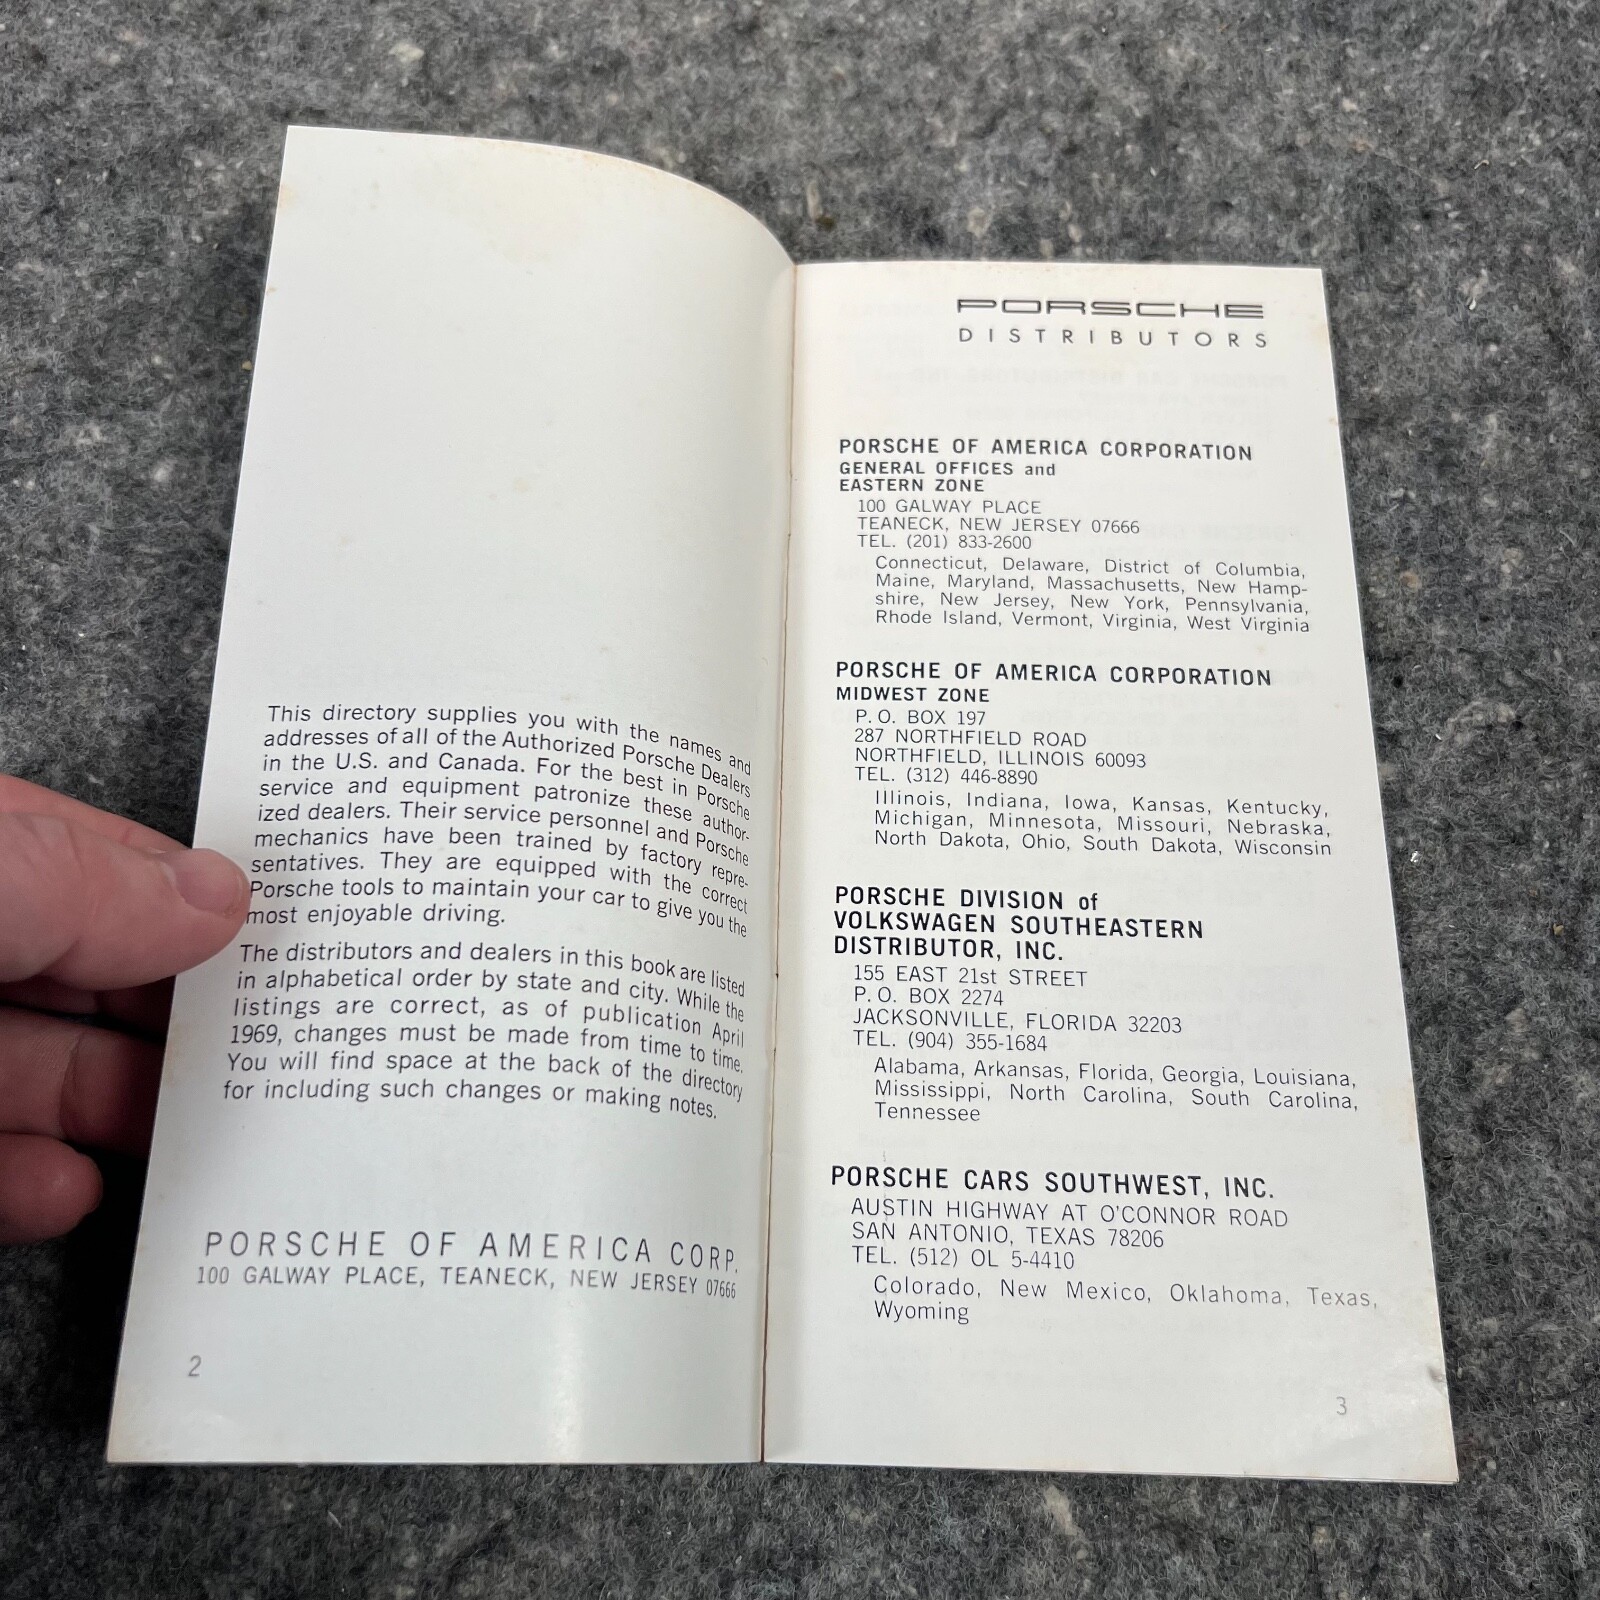 This directory supplies you with the names and
addresses of all of the Authorized Porsche Dealers
in the U.S. and Canada. For the best in Porsche
service and equipment patronize these author-
ized dealers. Their service personnel and Porsche
mechanics have been trained by factory repre-
sentatives. They are equipped with the correct
Porsche tools to maintain your car to give you the
most enjoyable driving.
The distributors and dealers in this book are listed
in alphabetical order by state and city. While the
listings are correct, as of publication April
1969, changes must be made from time to time.
You will find space at the back of the directory
for including such changes or making notes.
PORSCHE OF AMERICA CORP.
100 GALWAY PLACE, TEANECK, NEW JERSEY 07666
2
PORSCHE
DISTRIBUTORS
PORSCHE OF AMERICA CORPORATION
GENERAL OFFICES and
EASTERN ZONE
100 GALWAY PLACE
TEANECK, NEW JERSEY 07666
TEL. (201) 833-2600
Connecticut, Delaware, District of Columbia,
Maine, Maryland, Massachusetts, New Hamp-
shire, New Jersey, New York, Pennsylvania,
Rhode Island, Vermont, Virginia, West Virginia
PORSCHE OF AMERICA CORPORATION
MIDWEST ZONE
P. O. BOX 197
287 NORTHFIELD ROAD
NORTHFIELD, ILLINOIS 60093
TEL. (312) 446-8890
Illinois, Indiana, Iowa, Kansas, Kentucky,
Michigan, Minnesota, Missouri, Nebraska,
North Dakota, Ohio, South Dakota, Wisconsin
PORSCHE DIVISION of
VOLKSWAGEN SOUTHEASTERN
DISTRIBUTOR, INC.
155 EAST 21st STREET
P. O. BOX 2274
JACKSONVILLE, FLORIDA 32203
TEL. (904) 355-1684
Alabama, Arkansas, Florida, Georgia, Louisiana,
Mississippi, North Carolina, South Carolina,
Tennessee
PORSCHE CARS SOUTHWEST, INC.
AUSTIN HIGHWAY AT O'CONNOR ROAD
SAN ANTONIO, TEXAS 78206
TEL. (512) OL 5-4410
Colorado, New Mexico, Oklahoma, Texas,
Wyoming
3